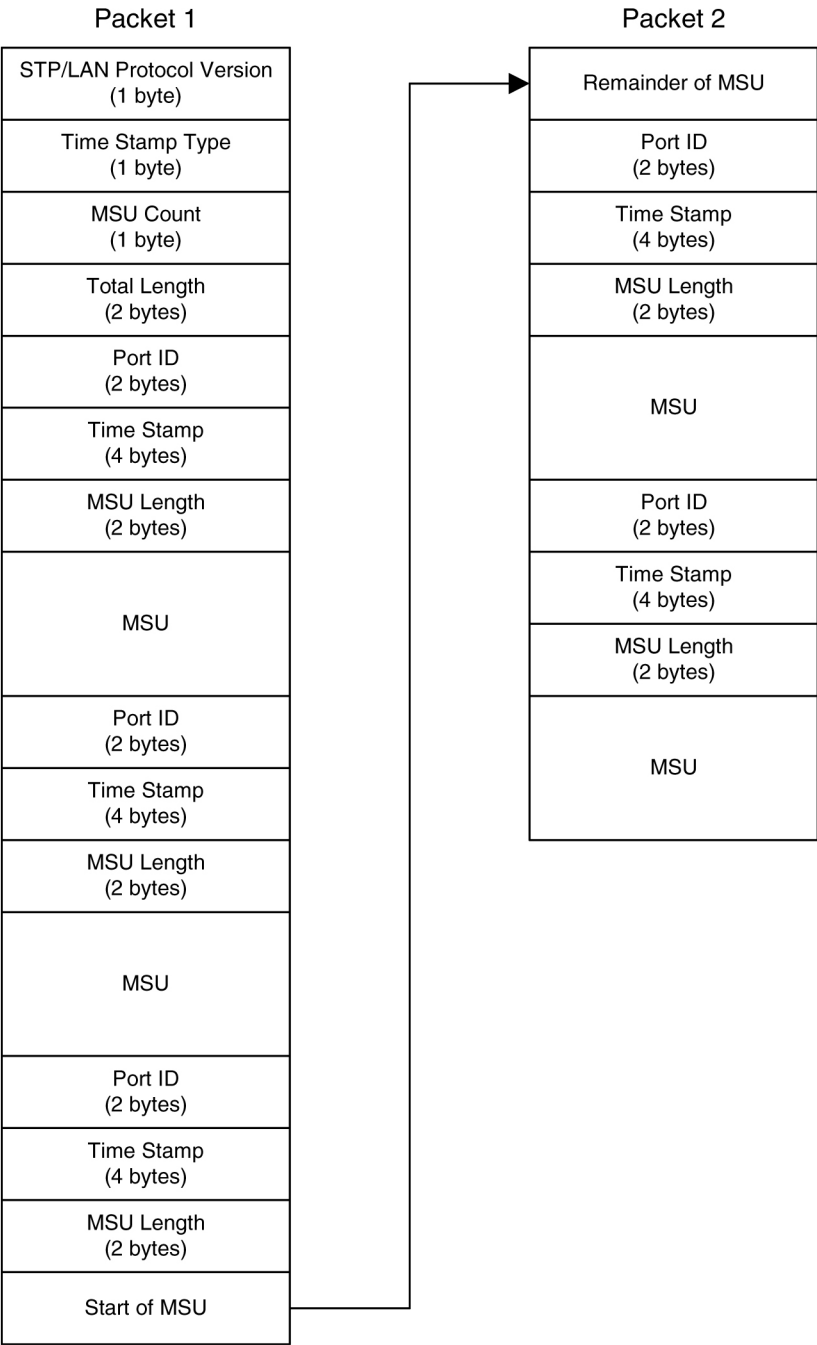 Packet 1
STP/LAN Protocol Version
(1 byte)
Time Stamp Type
(1 byte)
MSU Count
(1 byte)
Total Length
(2 bytes)
Port ID
(2 bytes)
Time Stamp
(4 bytes)
MSU Length
(2 bytes)
MSU
Port ID
(2 bytes)
Time Stamp
(4 bytes)
MSU Length
(2 bytes)
MSU
Port ID
(2 bytes)
Time Stamp
(4 bytes)
MSU Length
(2 bytes)
Start of MSU
Packet 2
Remainder of MSU
Port ID
(2 bytes)
Time Stamp
(4 bytes)
MSU Length
(2 bytes)
MSU
Port ID
(2 bytes)
Time Stamp
(4 bytes)
MSU Length
(2 bytes)
MSU